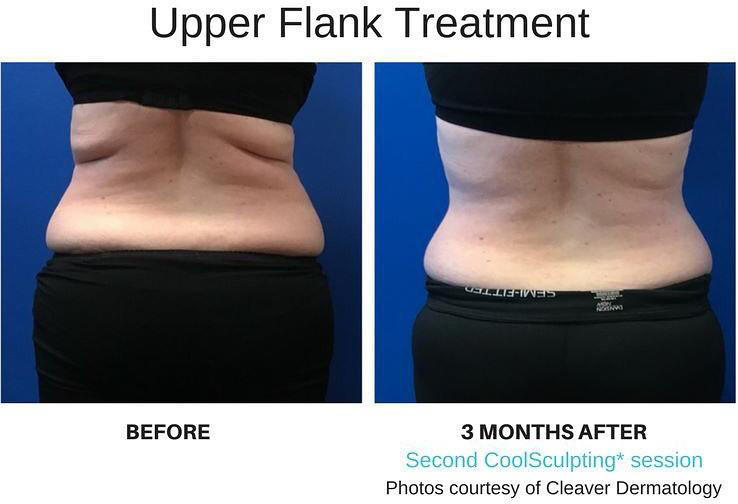 Upper Flank Treatment
SEMI-FITTED
BEFORE
3 MONTHS AFTER
Second CoolSculpting* session
Photos courtesy of Cleaver Dermatology